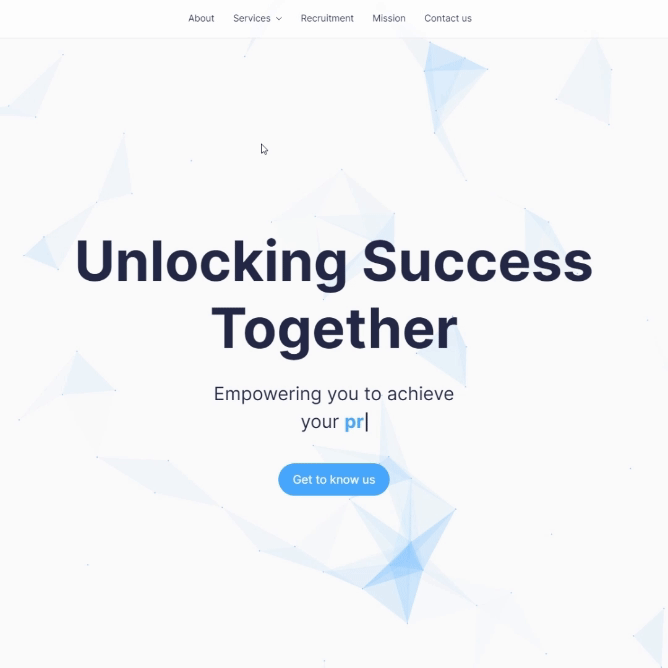 About Services Recruitment Mission Contact us
Unlocking Success
Together
Empowering you to achieve
your pr|
Get to know us